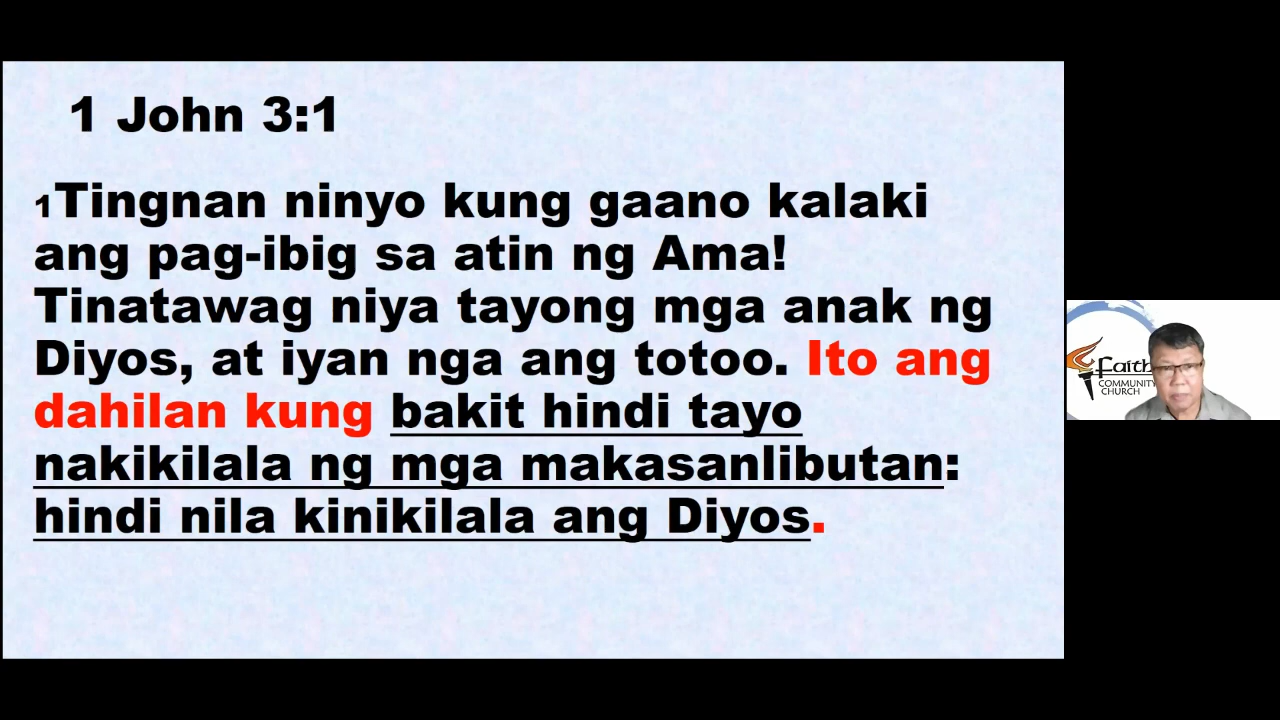 1 John 3:1
1Tingnan ninyo kung gaano kalaki
ang pag-ibig sa atin ng Ama!
Tinatawag niya tayong mga anak ng
Diyos, at iyan nga ang totoo. Ito ang
dahilan kung bakit hindi tayo
nakikilala ng mga makasanlibutan:
hindi nila kinikilala ang Diyos.
Faith
COMMUNITY
CHURCH